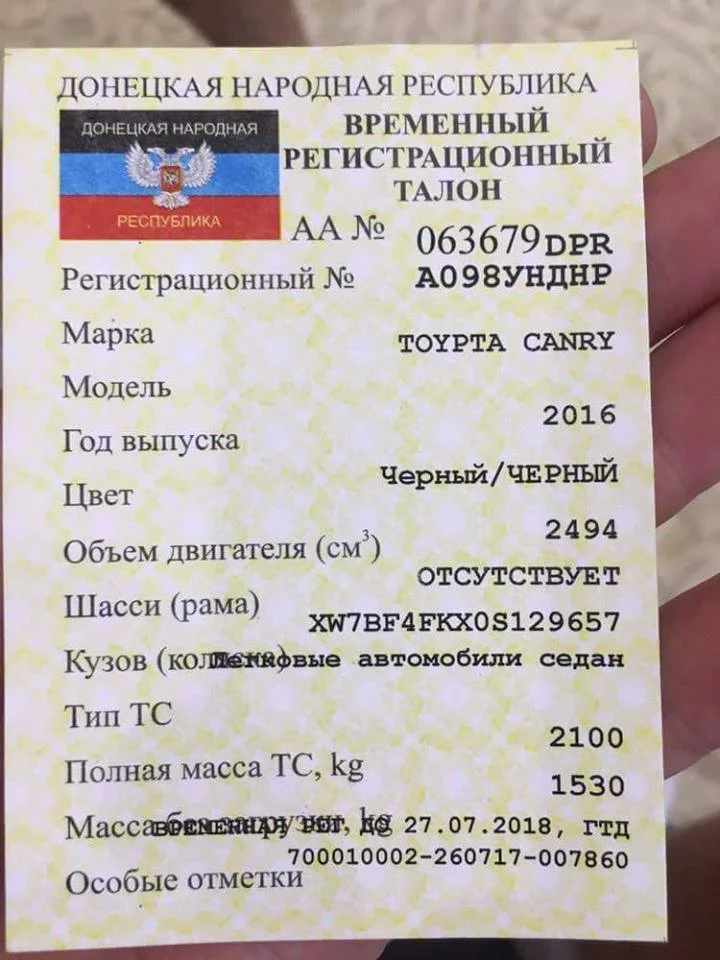 ДОНЕЦКАЯ НАРОДНАЯ РЕСПУБЛИКА
ДОНЕЦКАЯ НАРОДНАЯ
РЕСПУБЛИКА
ВРЕМЕННЫЙ
РЕГИСТРАЦИОННЫЙ
ТАЛОН
АА № 063679DPR
Регистрационный № А098УНДНР
Марка TOYPTA CANRY
Модель
2016
Год выпуска
Черный/ЧЕРНЫЙ
Цвет
2494
Объем двигателя (см³)
ОТСУТСТВУЕТ
Шасси (рама)
XW7BF4FKX0S129657
Кузов (коляска) Легковые автомобили седан
Тип ТС
2100
Полная масса ТС, kg
1530
Масса без загрузки, kg ВРЕМЕННАЯ РЕГ ДО 27.07.2018, ГТД
700010002-260717-007860
Особые отметки